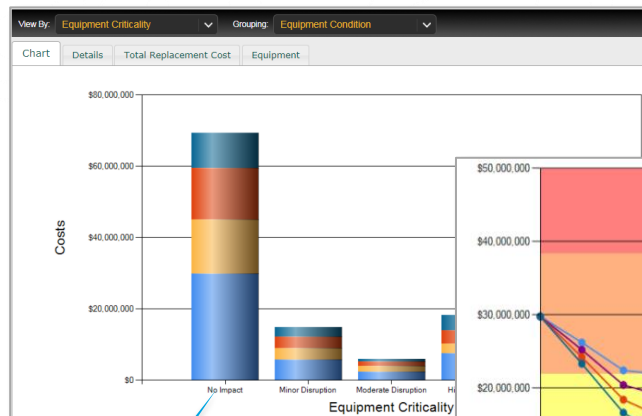 View By: Equipment Criticality Grouping: Equipment Condition
Chart Details Total Replacement Cost Equipment
$80,000,000
$60,000,000
$40,000,000
$20,000,000
$0
Costs
No Impact Minor Disruption Moderate Disruption Hi
Equipment Criticality
$50,000,000
$40,000,000
$30,000,000
$20,000,000